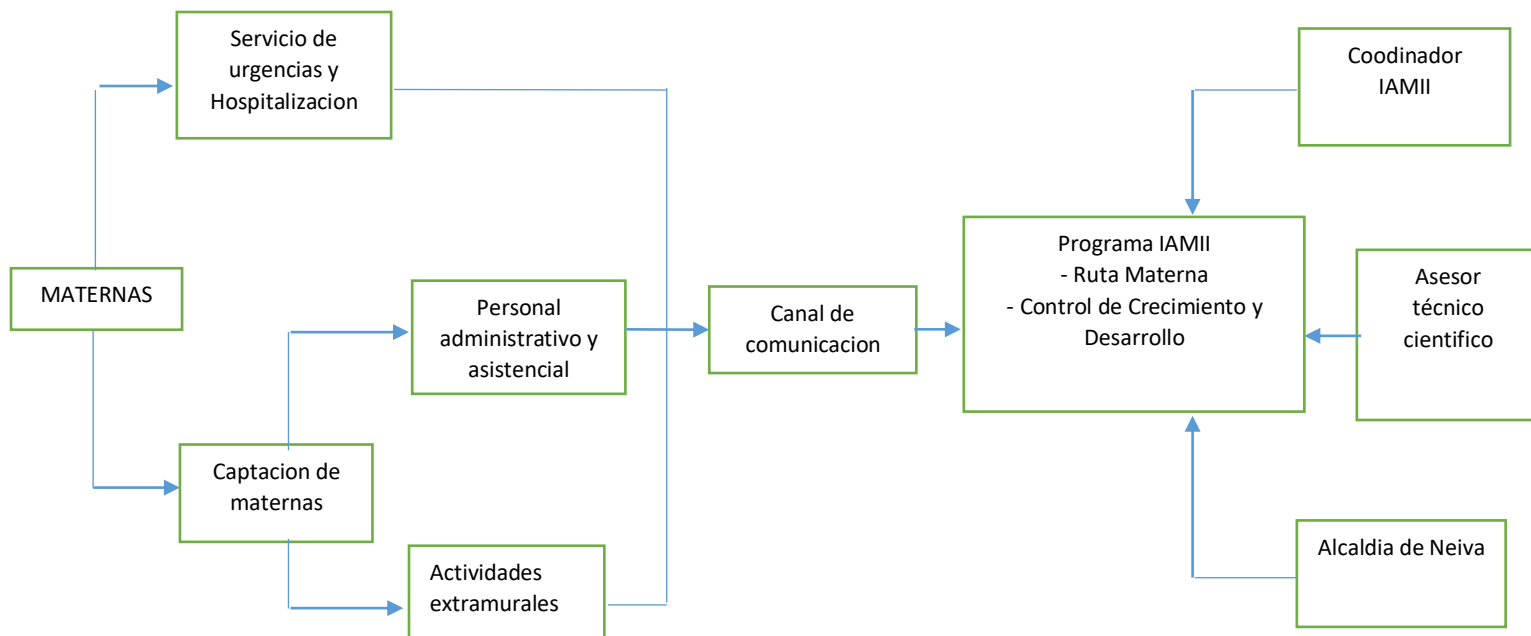 Servicio de
urgencias y
Hospitalizacion
Coodinador
IAMII
MATERNAS
Personal
administrativo y
asistencial
Canal de
comunicacion
Programa IAMII
- Ruta Materna
- Control de Crecimiento y
Desarrollo
Asesor
técnico
cientifico
Captacion de
maternas
Actividades
extramurales
Alcaldia de Neiva